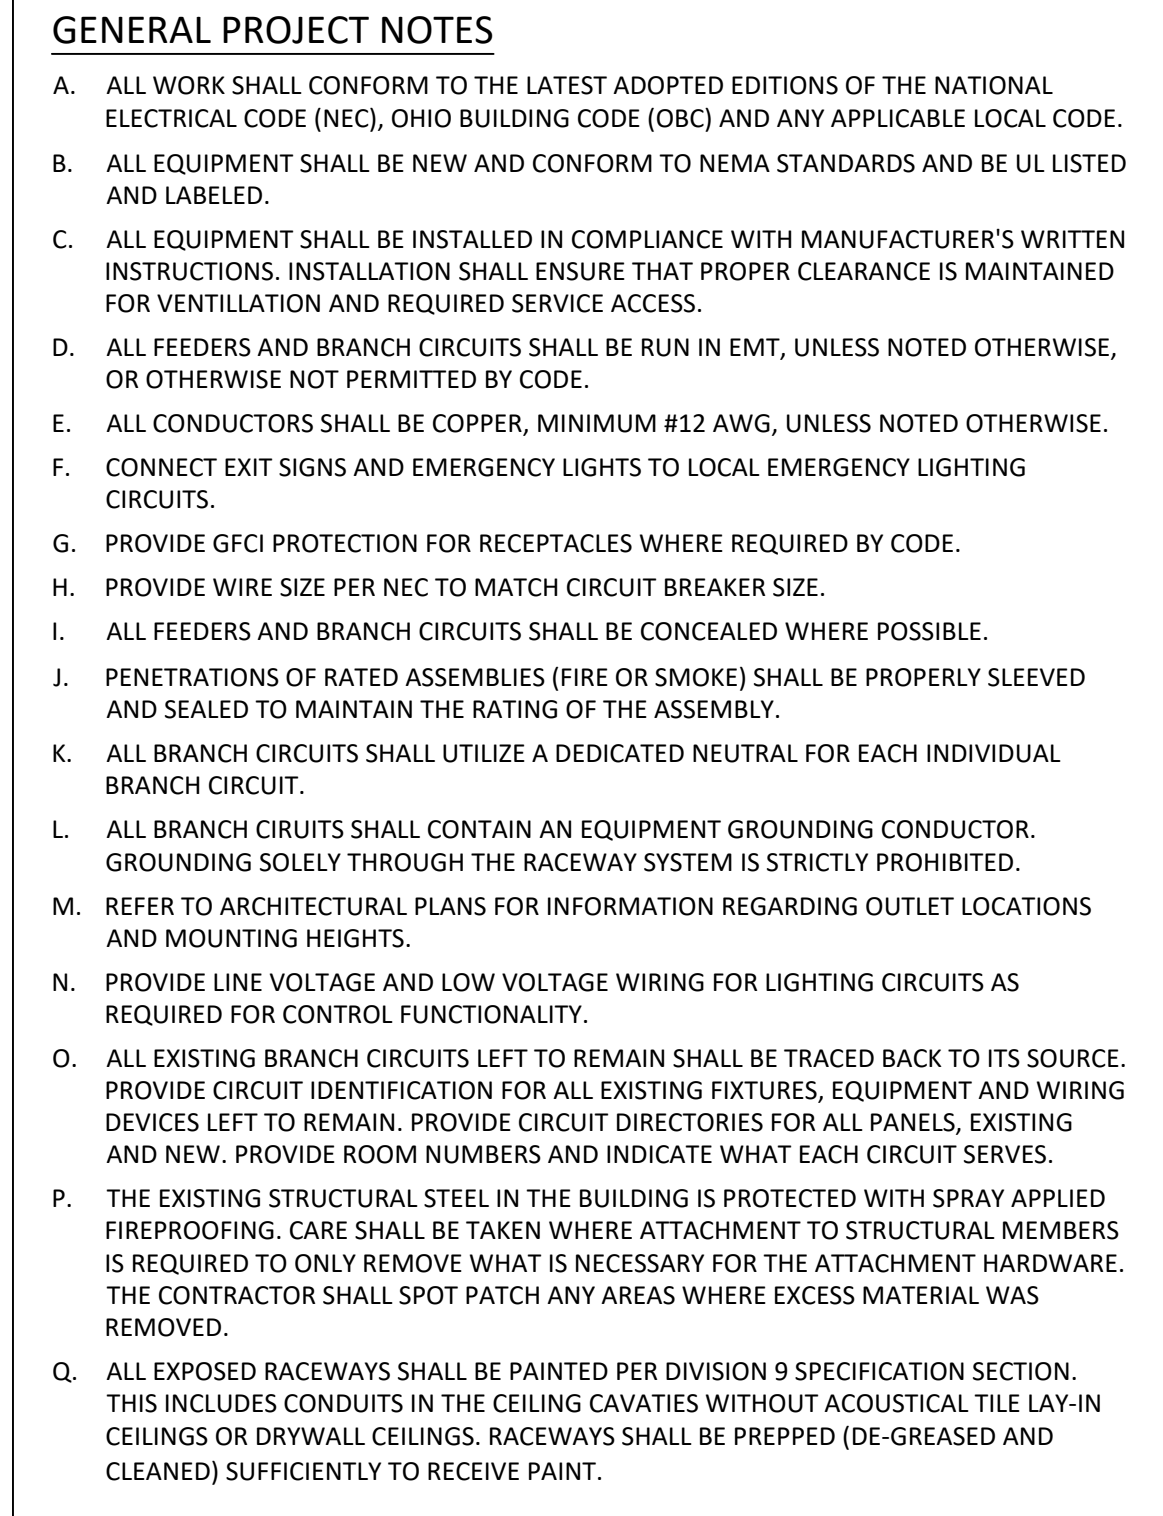 GENERAL PROJECT NOTES
A. ALL WORK SHALL CONFORM TO THE LATEST ADOPTED EDITIONS OF THE NATIONAL
ELECTRICAL CODE (NEC), OHIO BUILDING CODE (OBC) AND ANY APPLICABLE LOCAL CODE.
B. ALL EQUIPMENT SHALL BE NEW AND CONFORM TO NEMA STANDARDS AND BE UL LISTED
AND LABELED.
C. ALL EQUIPMENT SHALL BE INSTALLED IN COMPLIANCE WITH MANUFACTURER'S WRITTEN
INSTRUCTIONS. INSTALLATION SHALL ENSURE THAT PROPER CLEARANCE IS MAINTAINED
FOR VENTILLATION AND REQUIRED SERVICE ACCESS.
D. ALL FEEDERS AND BRANCH CIRCUITS SHALL BE RUN IN EMT, UNLESS NOTED OTHERWISE,
OR OTHERWISE NOT PERMITTED BY CODE.
E. ALL CONDUCTORS SHALL BE COPPER, MINIMUM #12 AWG, UNLESS NOTED OTHERWISE.
F. CONNECT EXIT SIGNS AND EMERGENCY LIGHTS TO LOCAL EMERGENCY LIGHTING
CIRCUITS.
G. PROVIDE GFCI PROTECTION FOR RECEPTACLES WHERE REQUIRED BY CODE.
H. PROVIDE WIRE SIZE PER NEC TO MATCH CIRCUIT BREAKER SIZE.
I. ALL FEEDERS AND BRANCH CIRCUITS SHALL BE CONCEALED WHERE POSSIBLE.
J. PENETRATIONS OF RATED ASSEMBLIES (FIRE OR SMOKE) SHALL BE PROPERLY SLEEVED
AND SEALED TO MAINTAIN THE RATING OF THE ASSEMBLY.
K. ALL BRANCH CIRCUITS SHALL UTILIZE A DEDICATED NEUTRAL FOR EACH INDIVIDUAL
BRANCH CIRCUIT.
L. ALL BRANCH CIRUITS SHALL CONTAIN AN EQUIPMENT GROUNDING CONDUCTOR.
GROUNDING SOLELY THROUGH THE RACEWAY SYSTEM IS STRICTLY PROHIBITED.
M. REFER TO ARCHITECTURAL PLANS FOR INFORMATION REGARDING OUTLET LOCATIONS
AND MOUNTING HEIGHTS.
N. PROVIDE LINE VOLTAGE AND LOW VOLTAGE WIRING FOR LIGHTING CIRCUITS AS
REQUIRED FOR CONTROL FUNCTIONALITY.
O. ALL EXISTING BRANCH CIRCUITS LEFT TO REMAIN SHALL BE TRACED BACK TO ITS SOURCE.
PROVIDE CIRCUIT IDENTIFICATION FOR ALL EXISTING FIXTURES, EQUIPMENT AND WIRING
DEVICES LEFT TO REMAIN. PROVIDE CIRCUIT DIRECTORIES FOR ALL PANELS, EXISTING
AND NEW. PROVIDE ROOM NUMBERS AND INDICATE WHAT EACH CIRCUIT SERVES.
P. THE EXISTING STRUCTURAL STEEL IN THE BUILDING IS PROTECTED WITH SPRAY APPLIED
FIREPROOFING. CARE SHALL BE TAKEN WHERE ATTACHMENT TO STRUCTURAL MEMBERS
IS REQUIRED TO ONLY REMOVE WHAT IS NECESSARY FOR THE ATTACHMENT HARDWARE.
THE CONTRACTOR SHALL SPOT PATCH ANY AREAS WHERE EXCESS MATERIAL WAS
REMOVED.
Q. ALL EXPOSED RACEWAYS SHALL BE PAINTED PER DIVISION 9 SPECIFICATION SECTION.
THIS INCLUDES CONDUITS IN THE CEILING CAVATIES WITHOUT ACOUSTICAL TILE LAY-IN
CEILINGS OR DRYWALL CEILINGS. RACEWAYS SHALL BE PREPPED (DE-GREASED AND
CLEANED) SUFFICIENTLY TO RECEIVE PAINT.